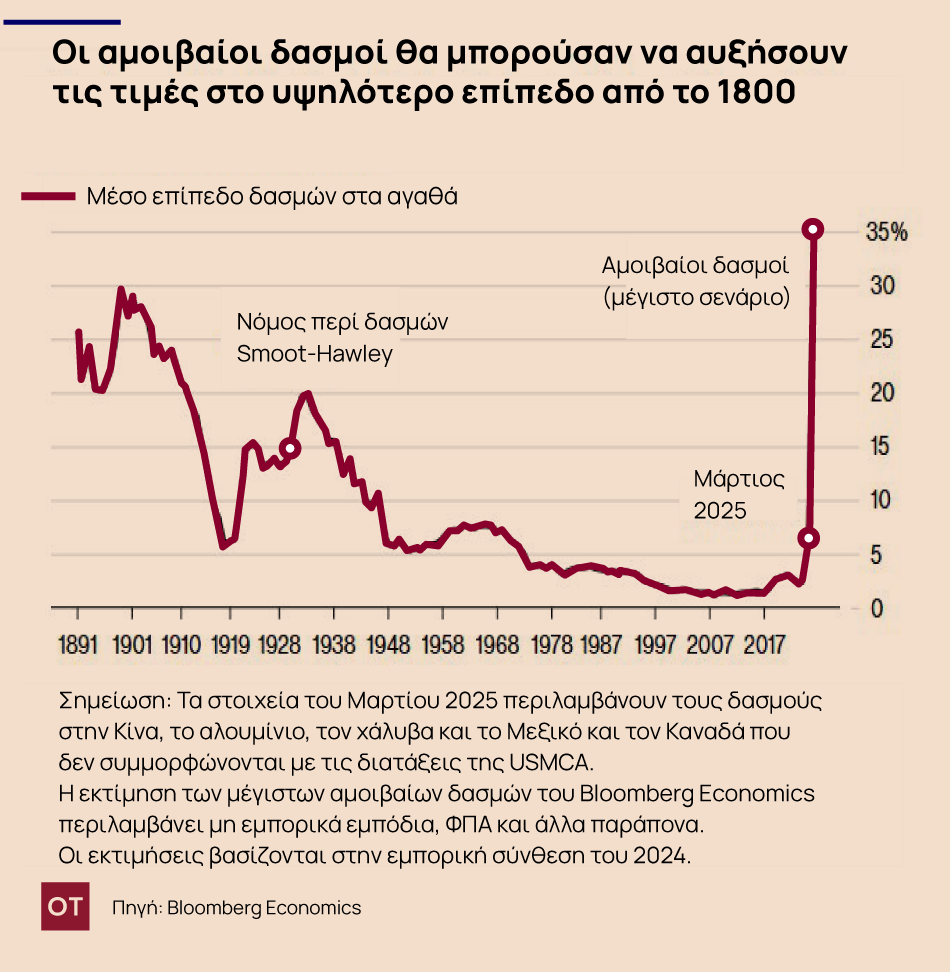 Οι αμοιβαίοι δασμοί θα μπορούσαν να αυξήσουν
τις τιμές στο υψηλότερο επίπεδο από το 1800
Μέσο επίπεδο δασμών στα αγαθά
35%
Αμοιβαίοι δασμοί
(μέγιστο σενάριο)
30
Νόμος περί δασμών
Smoot-Hawley
25
20
15
Μάρτιος
2025
10
5
0
1891 1901 1910 1919 1928 1938 1948 1958 1968 1978 1987 1997 2007 2017
Σημείωση: Τα στοιχεία του Μαρτίου 2025 περιλαμβάνουν τους δασμούς
στην Κίνα, το αλουμίνιο, τον χάλυβα και το Μεξικό και τον Καναδά που
δεν συμμορφώνονται με τις διατάξεις της USMCA.
Η εκτίμηση των μέγιστων αμοιβαίων δασμών του Bloomberg Economics
περιλαμβάνει μη εμπορικά εμπόδια, ΦΠΑ και άλλα παράπονα.
Οι εκτιμήσεις βασίζονται στην εμπορική σύνθεση του 2024.
ΟΤ
Πηγή: Bloomberg Economics